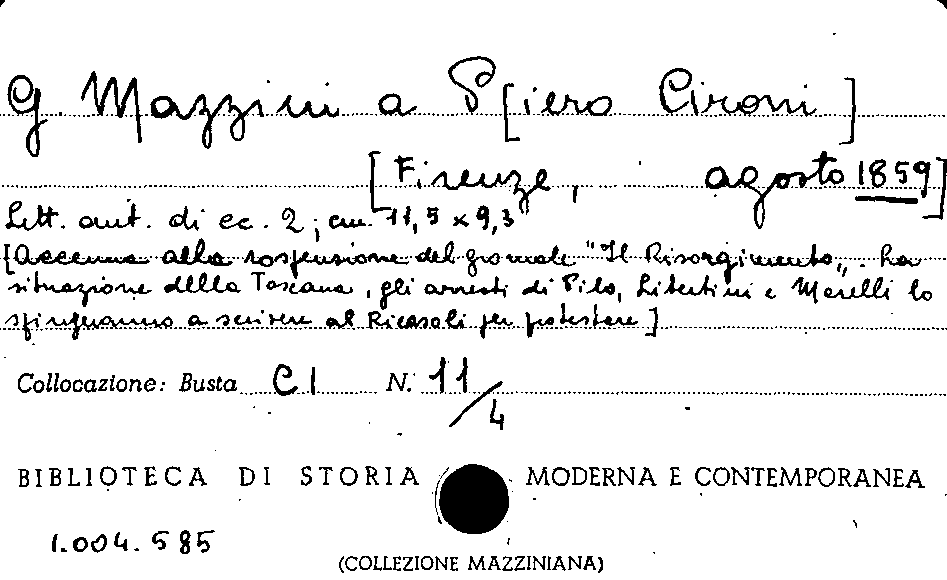 G. Mazzini a P[iero Cironi]
[Firenze, agosto 1859]
Lett. aut. di cc. 2; cm. 11,5 x 9,3
[Accenna alla sospensione del giornale "Il Risorgimento„. La
situazione della Toscana, gli arresti di Pilo, Libertini e Morelli lo
spingeranno a scrivere al Ricasoli per protestare]
Collocazione: Busta CI N. 11/4
BIBLIOTECA DI STORIA MODERNA E CONTEMPORANEA
1.004.585
(COLLEZIONE MAZZINIANA)